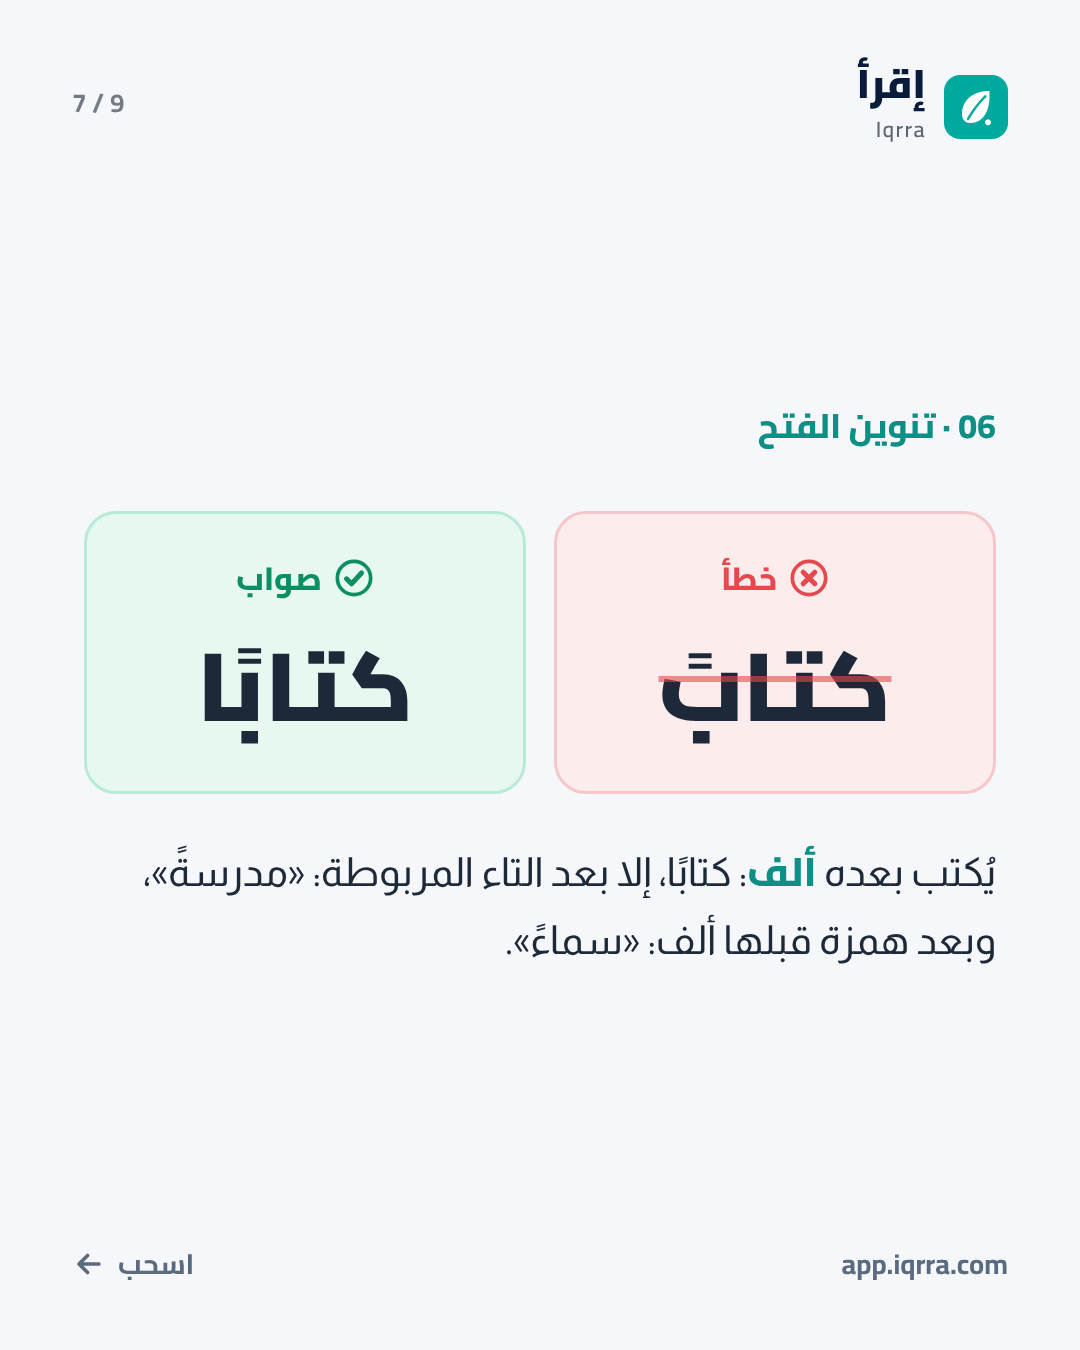 إقرأ
Iqrra
7 / 9
06 · تنوين الفتح
خطأ
كتابً
صواب
كتابًا
يُكتب بعده ألف: كتابًا، إلا بعد التاء المربوطة: «مدرسةً»،
وبعد همزة قبلها ألف: «سماءً».
app.iqrra.com
اسحب ←